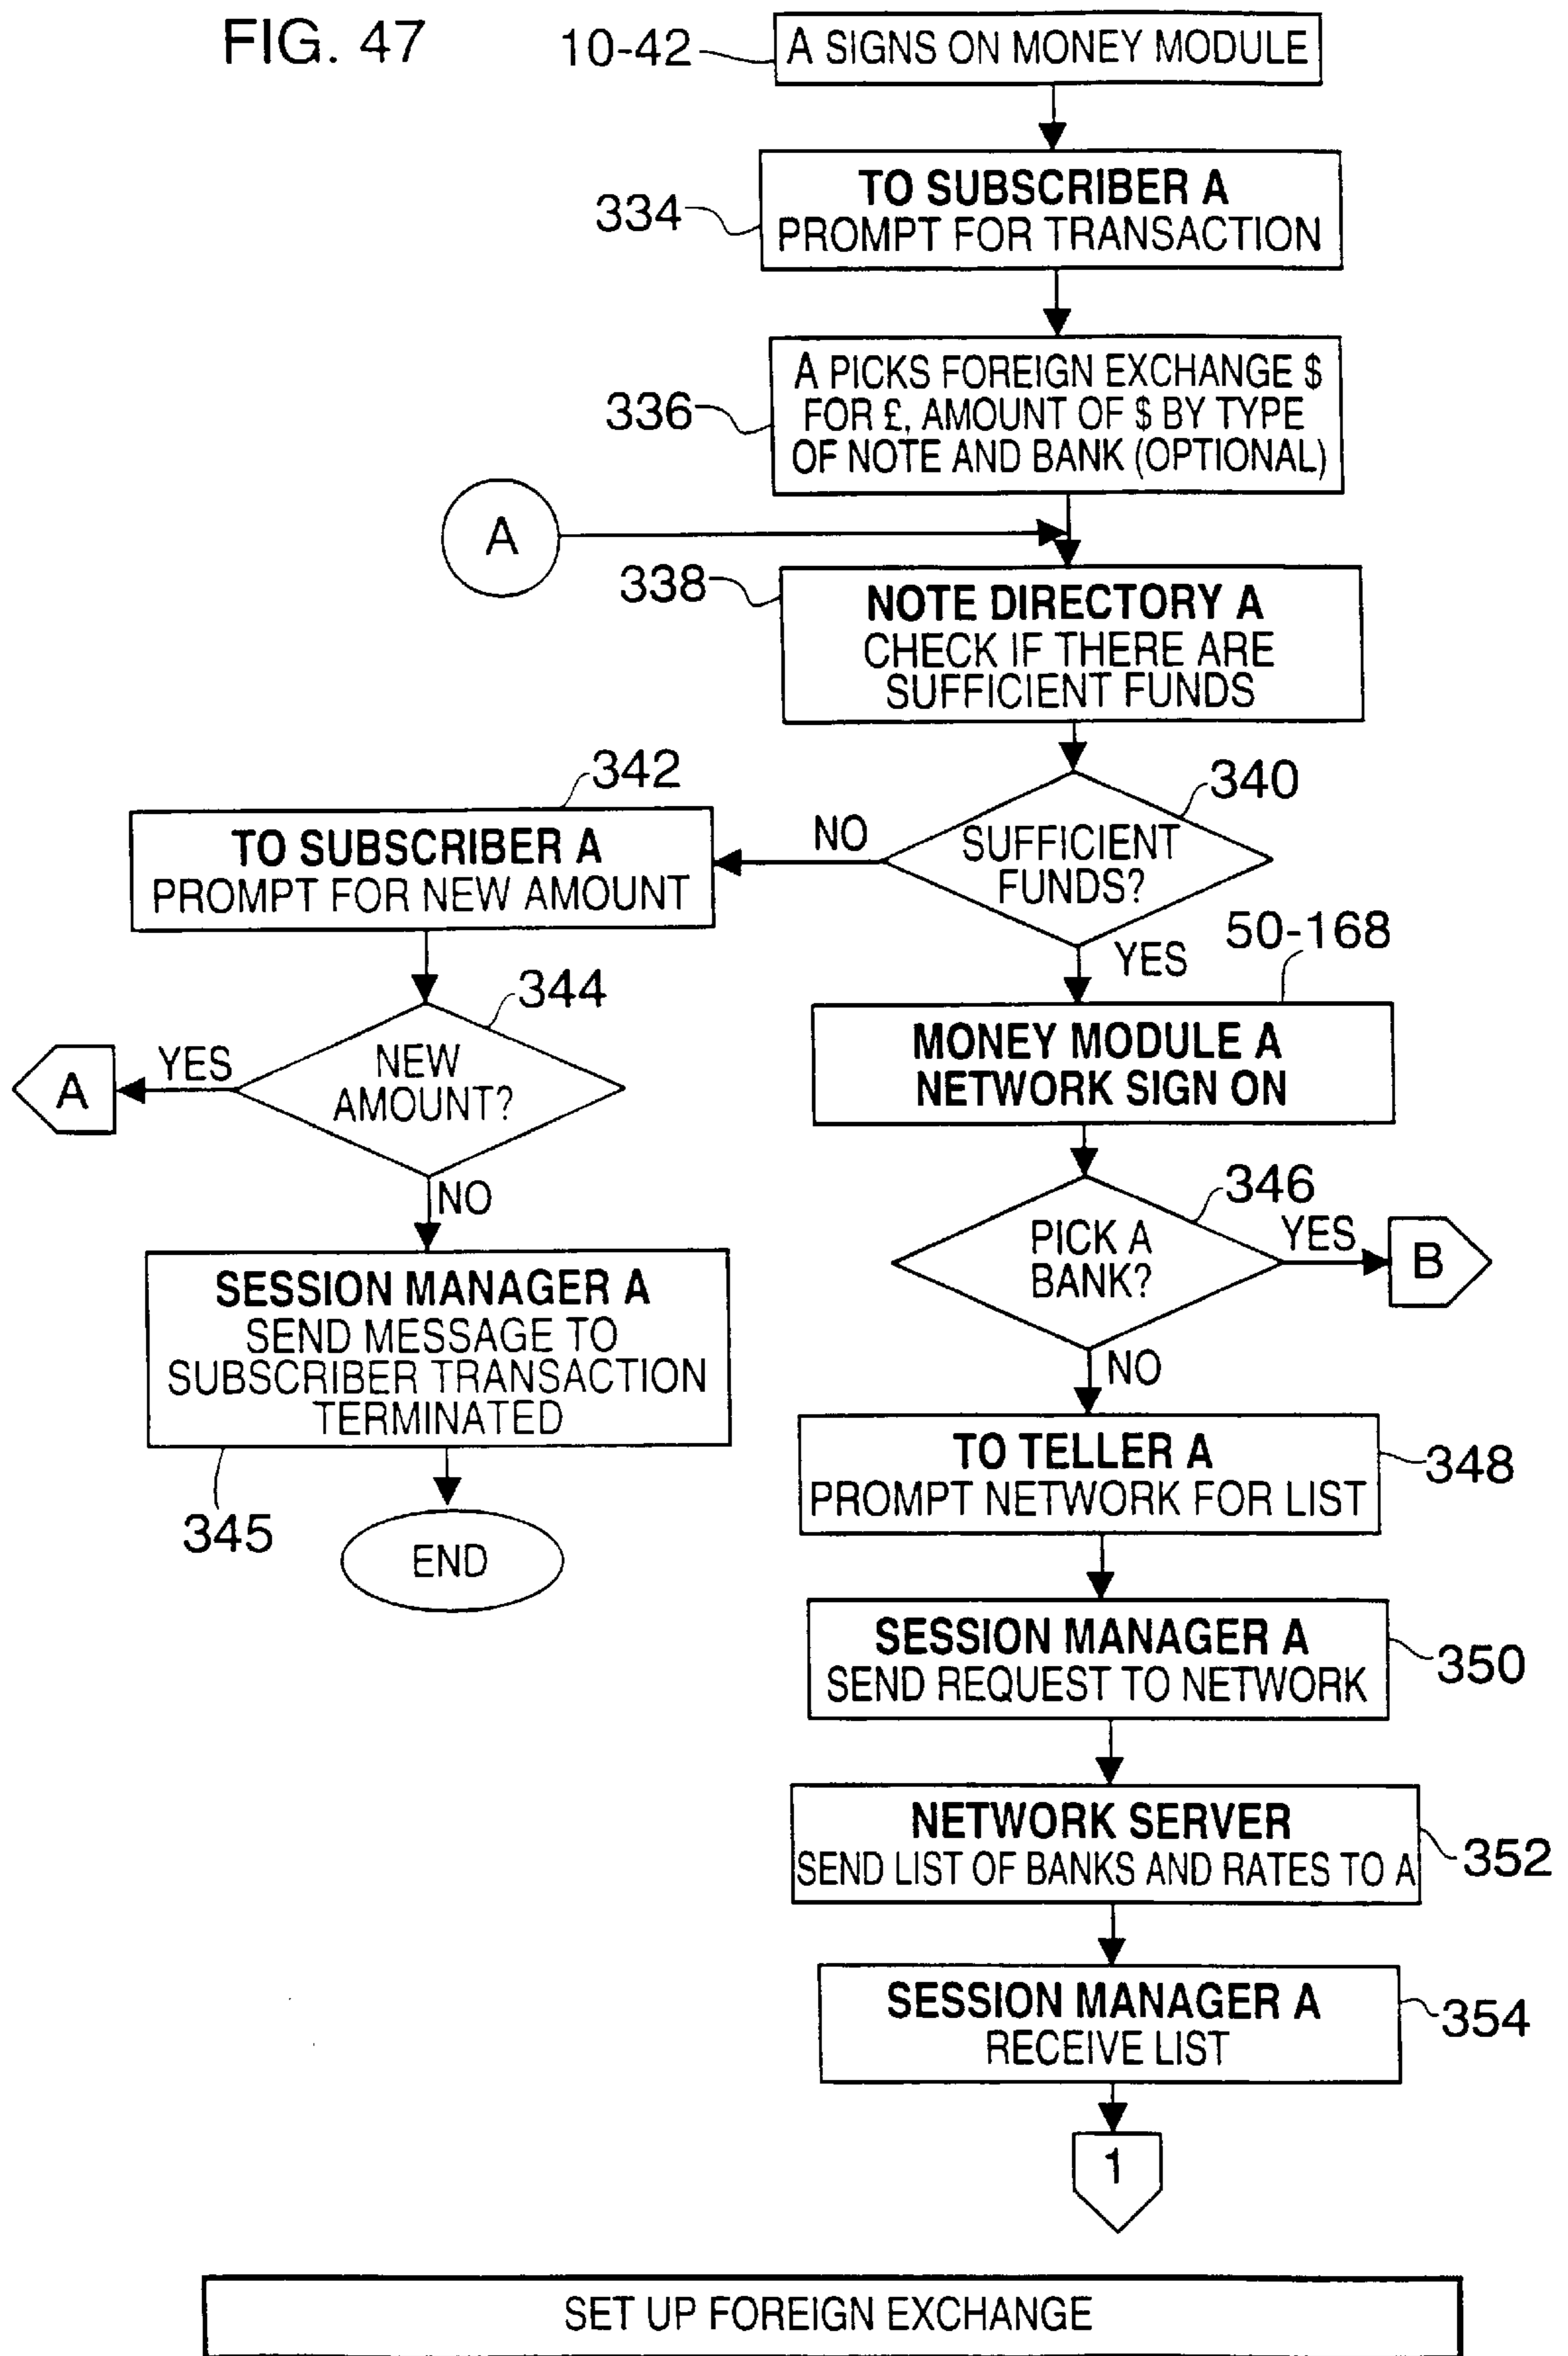 FIG. 47
10-42
A SIGNS ON MONEY MODULE
334
TO SUBSCRIBER A
PROMPT FOR TRANSACTION
336
A PICKS FOREIGN EXCHANGE $
FOR £, AMOUNT OF $ BY TYPE
OF NOTE AND BANK (OPTIONAL)
A
338
NOTE DIRECTORY A
CHECK IF THERE ARE
SUFFICIENT FUNDS
340
SUFFICIENT
FUNDS?
NO
YES
342
TO SUBSCRIBER A
PROMPT FOR NEW AMOUNT
344
NEW
AMOUNT?
YES
A
NO
SESSION MANAGER A
SEND MESSAGE TO
SUBSCRIBER TRANSACTION
TERMINATED
345
END
50-168
MONEY MODULE A
NETWORK SIGN ON
346
PICK A
BANK?
YES
B
NO
TO TELLER A
PROMPT NETWORK FOR LIST
348
SESSION MANAGER A
SEND REQUEST TO NETWORK
350
NETWORK SERVER
SEND LIST OF BANKS AND RATES TO A
352
SESSION MANAGER A
RECEIVE LIST
354
1
SET UP FOREIGN EXCHANGE